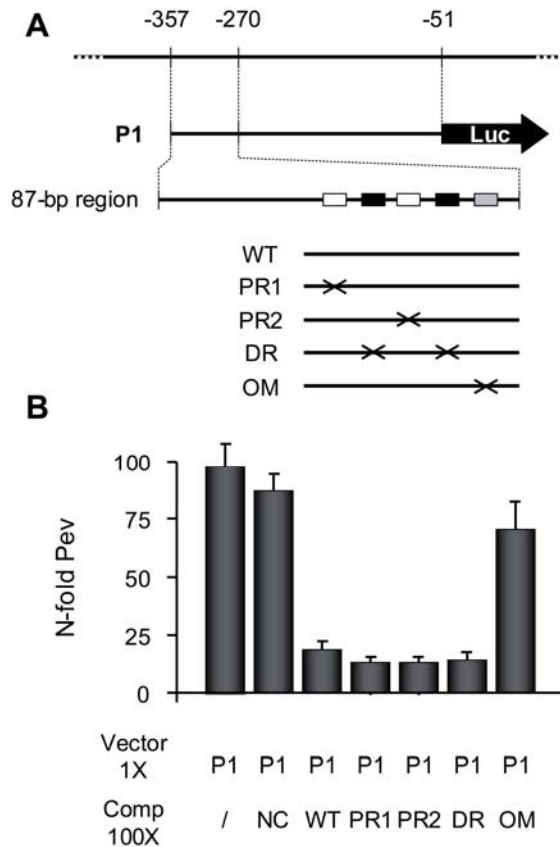 A
-357 -270 -51
P1 Luc
87-bp region
WT
PR1
PR2
DR
OM
B
N-fold Pev
100
75
50
25
0
Vector
1X
P1 P1 P1 P1 P1 P1 P1
Comp
100X
/ NC WT PR1 PR2 DR OM